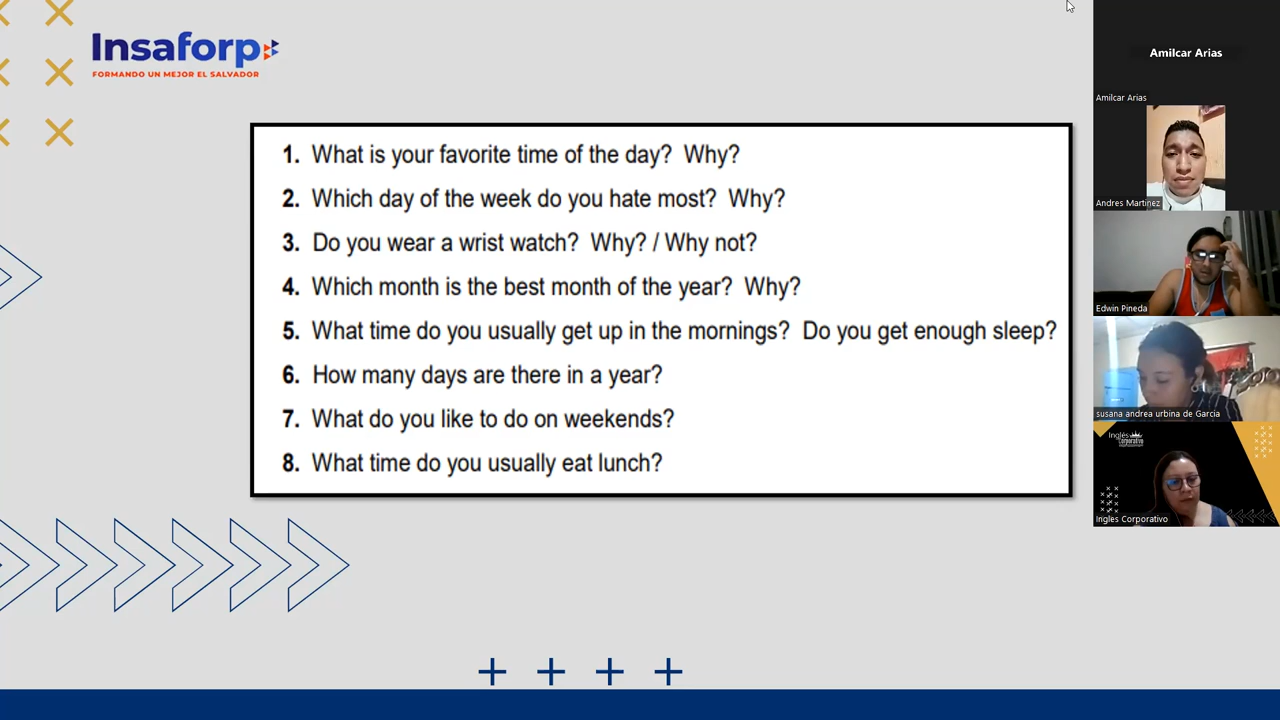 Insaforp
FORMANDO UN MEJOR EL SALVADOR
1. What is your favorite time of the day? Why?
2. Which day of the week do you hate most? Why?
3. Do you wear a wrist watch? Why? / Why not?
4. Which month is the best month of the year? Why?
5. What time do you usually get up in the mornings? Do you get enough sleep?
6. How many days are there in a year?
7. What do you like to do on weekends?
8. What time do you usually eat lunch?
Amilcar Arias
Amilcar Arias
Andres Martinez
Edwin Pineda
susana andrea urbina de Garcia
Inglés
Corporativo
Ingles Corporativo